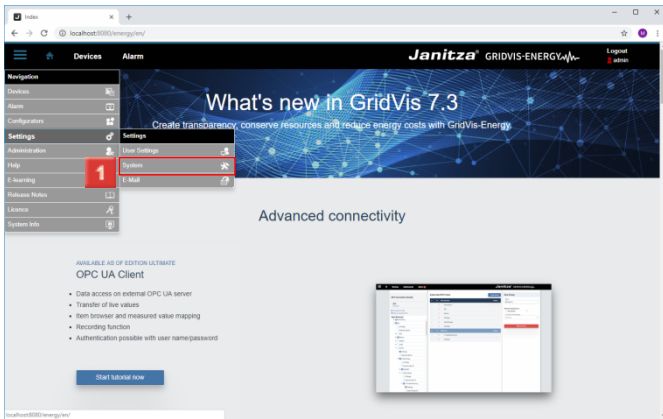 Index
localhost:8080/energy/en/
Devices
Alarm
Janitza® GRIDVIS-ENERGY
Logout
admin
Navigation
Devices
Alarm
Configurators
Settings
Administration
Help
E-learning
Release Notes
Licence
System Info
Settings
User Settings
System
E-Mail
1
What's new in GridVis 7.3
Create transparency, conserve resources and reduce energy costs with GridVis-Energy.
Advanced connectivity
AVAILABLE AS OF EDITION ULTIMATE
OPC UA Client
Data access on external OPC UA server
Transfer of live values
Item browser and measured value mapping
Recording function
Authentication possible with user name/password
Start tutorial now
localhost:8080/energy/en/